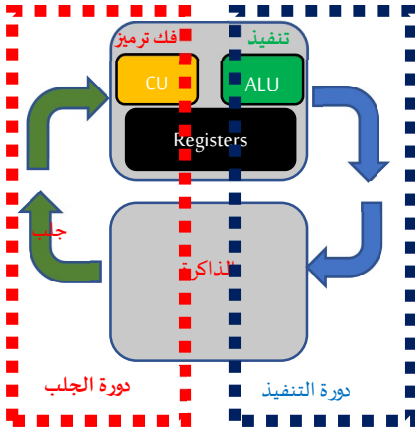 فك ترميز
تنفيذ
CU
ALU
Registers
جلب
الذاكرة
دورة الجلب
دورة التنفيذ